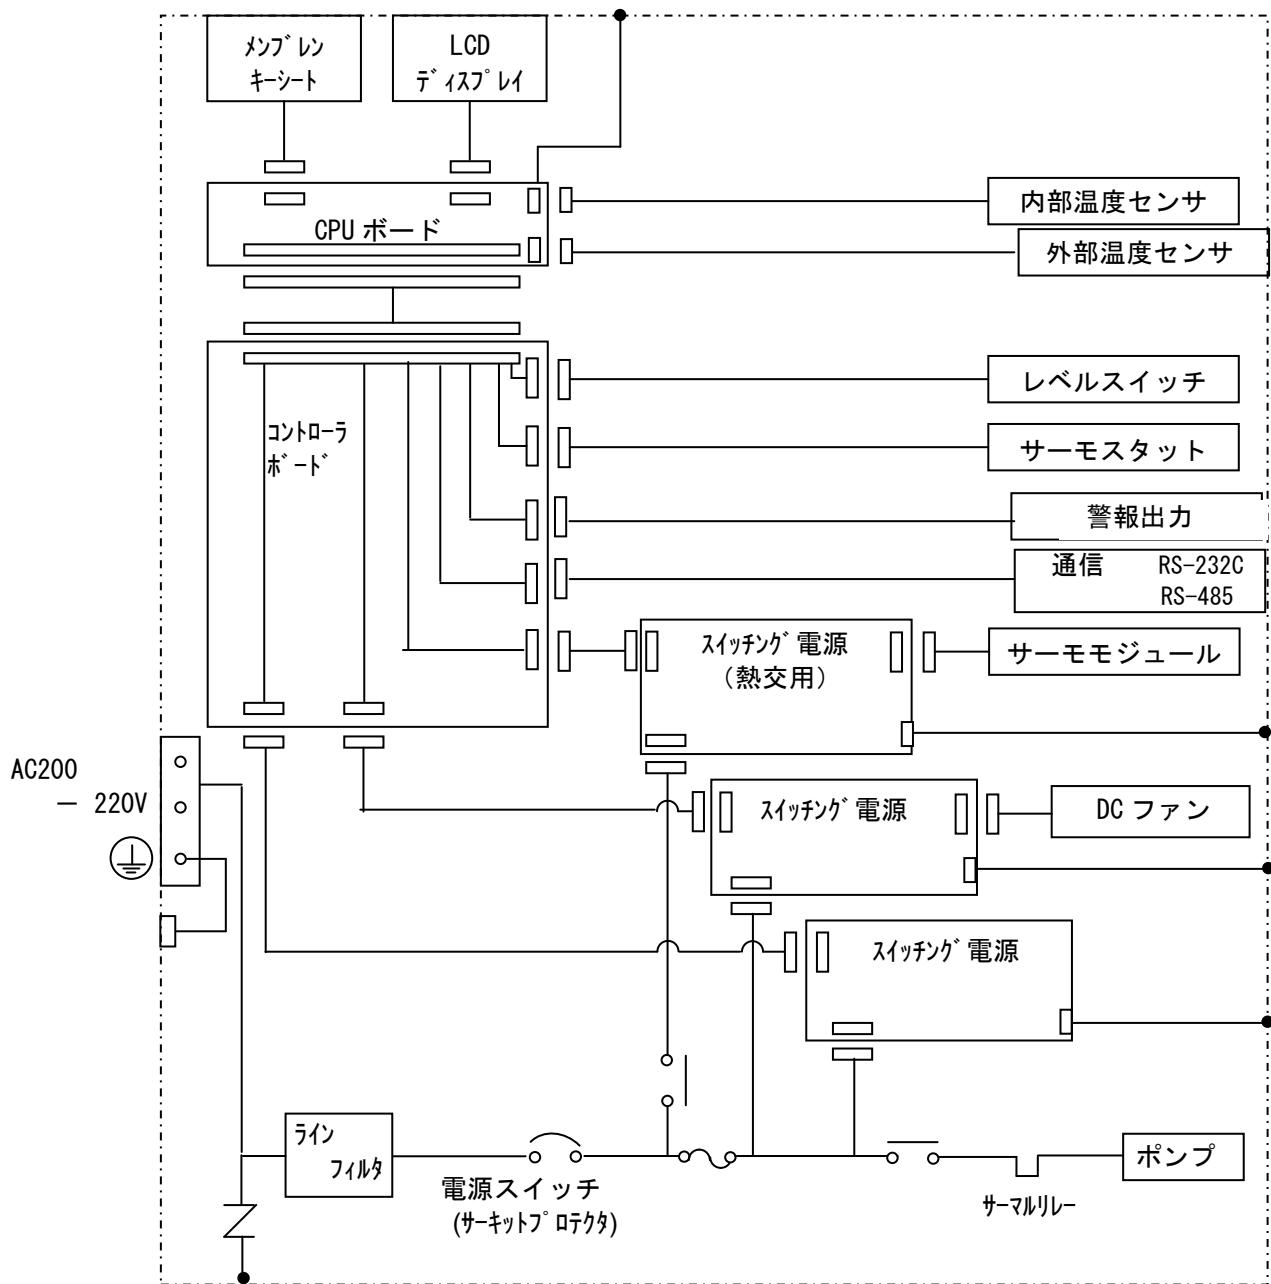 ﾒﾝﾌﾞﾚﾝ
ｷｰｼｰﾄ
LCD
ﾃﾞｨｽﾌﾟﾚｲ
CPU ボード
内部温度センサ
外部温度センサ
レベルスイッチ
ｺﾝﾄﾛｰﾗ
ﾎﾞｰﾄﾞ
サーモスタット
警報出力
通信 RS-232C
RS-485
ｽｲｯﾁﾝｸﾞ電源
(熱交用)
サーモモジュール
AC200
－ 220V
ｽｲｯﾁﾝｸﾞ電源
DC ファン
ｽｲｯﾁﾝｸﾞ電源
ﾗｲﾝ
ﾌｨﾙﾀ
電源スイッチ
(ｻｰｷｯﾄﾌﾟﾛﾃｸﾀ)
ｻｰﾏﾙﾘﾚｰ
ポンプ